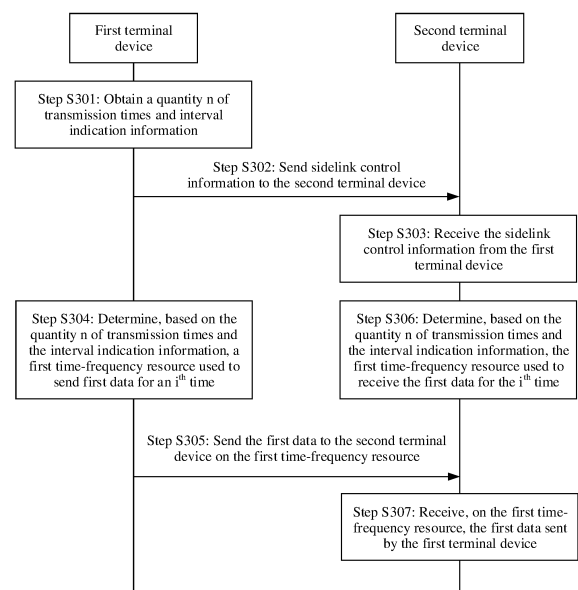 First terminal
device
Second terminal
device
Step S301: Obtain a quantity n of
transmission times and interval
indication information
Step S302: Send sidelink control
information to the second terminal device
Step S303: Receive the sidelink
control information from the first
terminal device
Step S304: Determine, based on the
quantity n of transmission times and
the interval indication information, a
first time-frequency resource used to
send first data for an i^th time
Step S306: Determine, based on the
quantity n of transmission times and
the interval indication information, the
first time-frequency resource used to
receive the first data for the i^th time
Step S305: Send the first data to the second terminal
device on the first time-frequency resource
Step S307: Receive, on the first time-
frequency resource, the first data sent
by the first terminal device